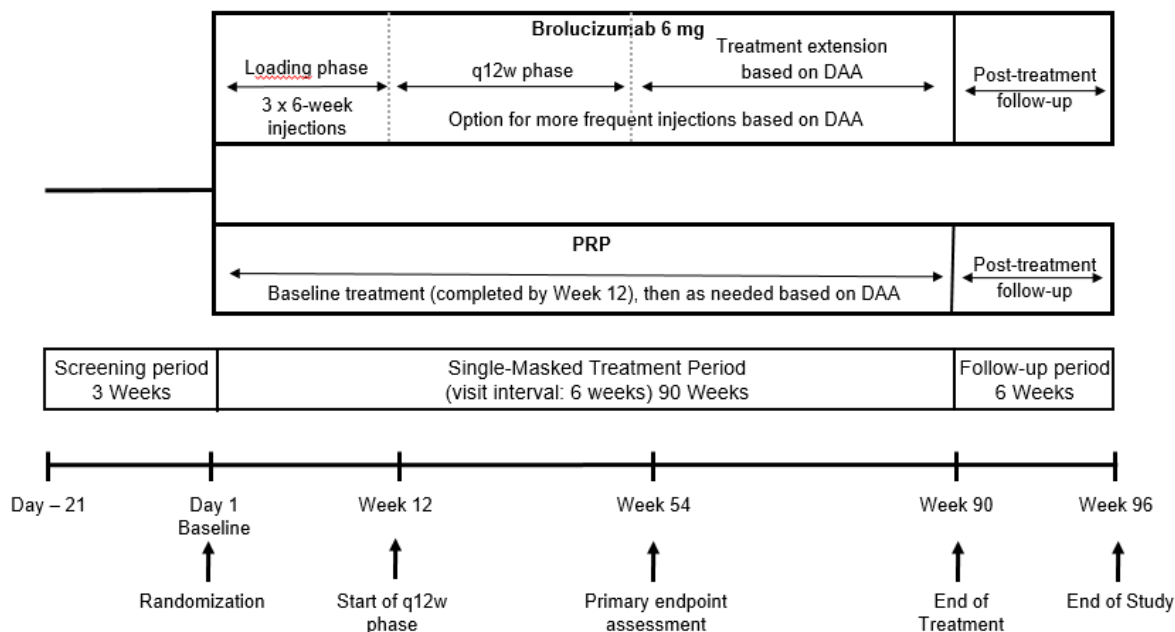 Brolucizumab 6 mg
Loading phase
3 x 6-week
injections
q12w phase
Treatment extension
based on DAA
Option for more frequent injections based on DAA
Post-treatment
follow-up
PRP
Baseline treatment (completed by Week 12), then as needed based on DAA
Post-treatment
follow-up
Screening period
3 Weeks
Single-Masked Treatment Period
(visit interval: 6 weeks) 90 Weeks
Follow-up period
6 Weeks
Day – 21
Day 1
Baseline
Week 12
Week 54
Week 90
Week 96
Randomization
Start of q12w
phase
Primary endpoint
assessment
End of
Treatment
End of Study